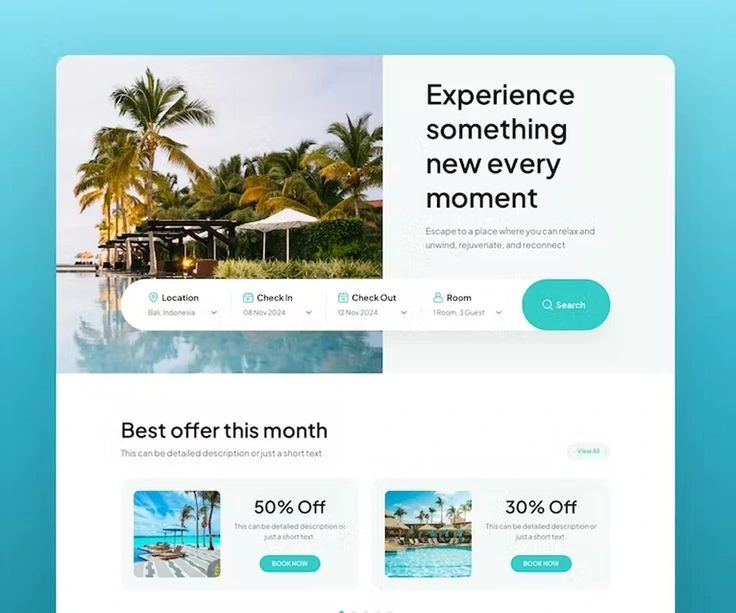 Experience
something
new every
moment
Escape to a place where you can relax and
unwind, rejuvenate, and reconnect
Location
Bali, Indonesia
Check In
08 Nov 2024
Check Out
12 Nov 2024
Room
1 Room, 3 Guest
Search
Best offer this month
This can be detailed description or just a short text
View All
50% Off
This can be detailed description or
just a short text.
BOOK NOW
30% Off
This can be detailed description or
just a short text.
BOOK NOW